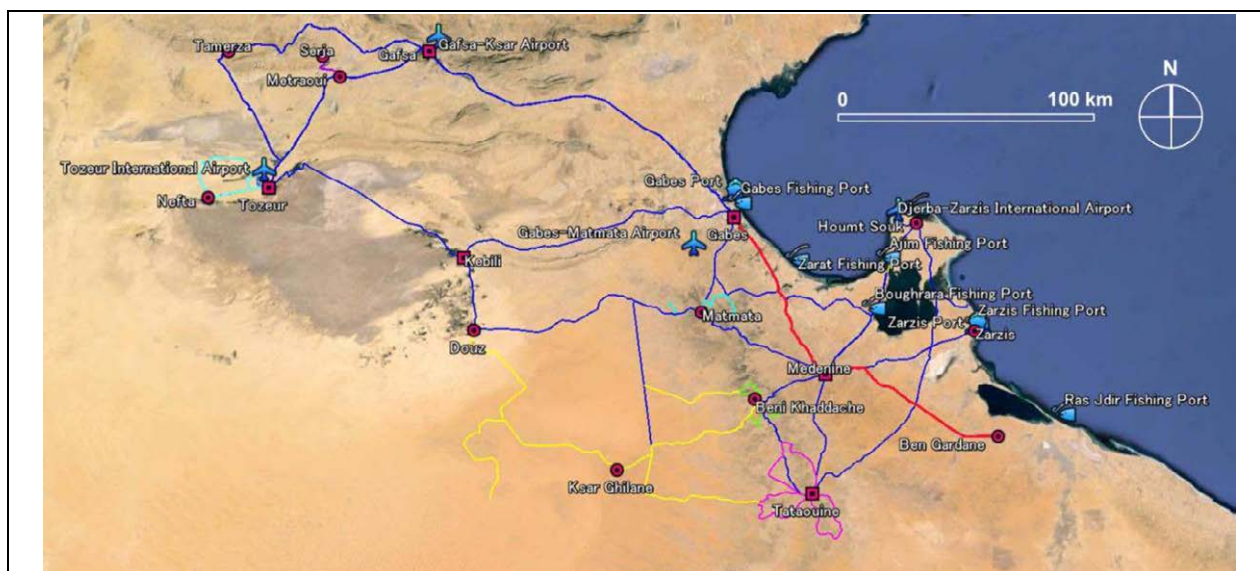 Tamerza
Serja
Gafsa
Gafsa-Ksar Airport
Metraoui
N
0
100 km
Tozeur International Airport
Nefta
Tozeur
Gabes Port
Gabes Fishing Port
Gabes-Matmata Airport
Gabes
Djerba-Zarzis International Airport
Houmt Souk
Ajim Fishing Port
Zarat Fishing Port
Kebili
Boughrara Fishing Port
Matmata
Zarzis Port
Zarzis Fishing Port
Zarzis
Douz
Medenine
Beni Khaddache
Ras Jdir Fishing Port
Ben Gardane
Ksar Ghilane
Tataouine